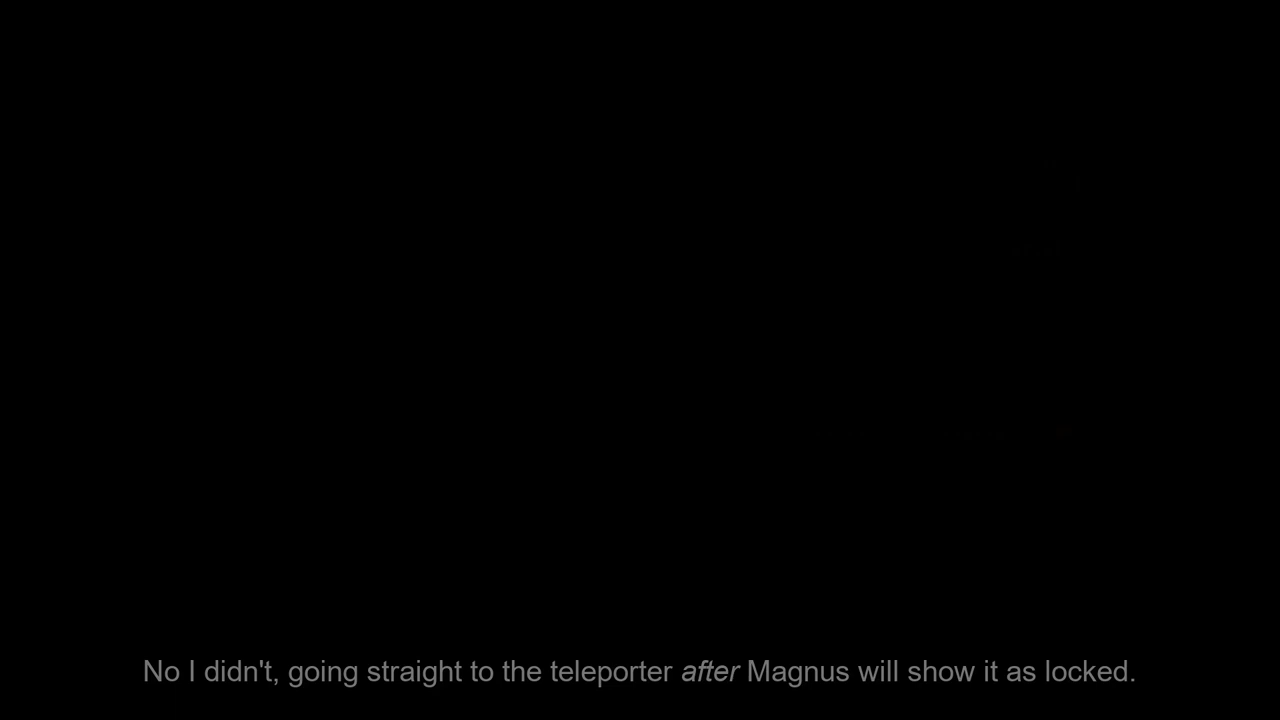 No I didn't, going straight to the teleporter after Magnus will show it as locked.